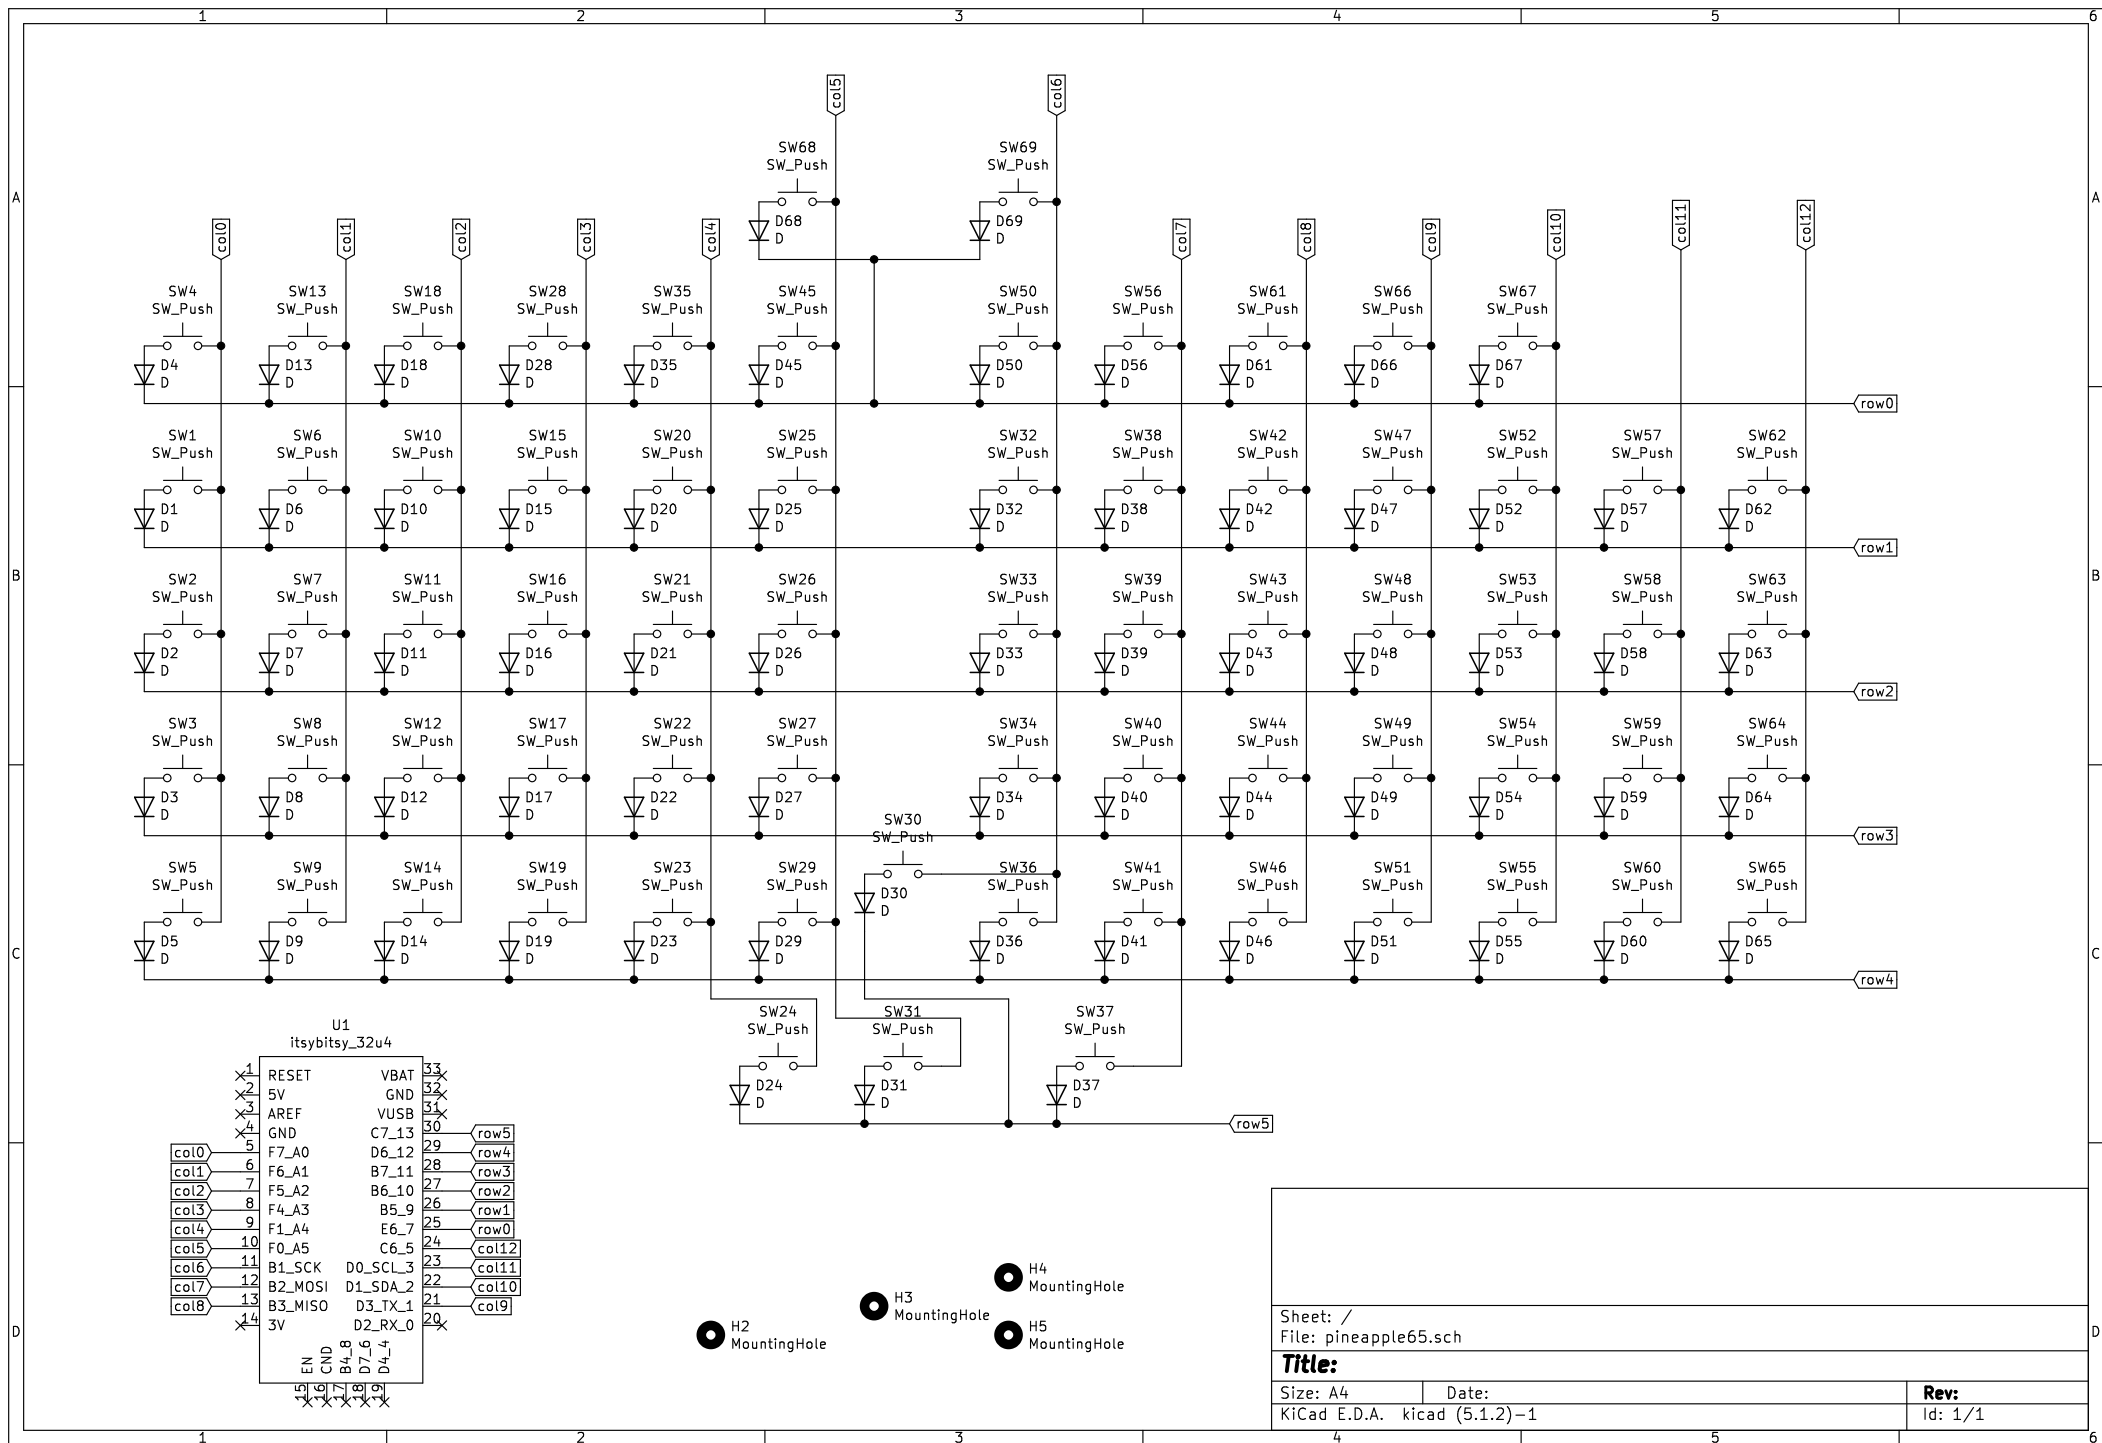 1 2 3 4 5 6
col5 col6
SW68 SW69
SW_Push SW_Push
A A
D68 D69
D D
col0 col1 col2 col3 col4 col7 col8 col9 col10 col11 col12
SW4 SW13 SW18 SW28 SW35 SW45 SW50 SW56 SW61 SW66 SW67
SW_Push SW_Push SW_Push SW_Push SW_Push SW_Push SW_Push SW_Push SW_Push SW_Push SW_Push
D4 D13 D18 D28 D35 D45 D50 D56 D61 D66 D67
D D D D D D D D D D D
row0
SW1 SW6 SW10 SW15 SW20 SW25 SW32 SW38 SW42 SW47 SW52 SW57 SW62
SW_Push SW_Push SW_Push SW_Push SW_Push SW_Push SW_Push SW_Push SW_Push SW_Push SW_Push SW_Push SW_Push
D1 D6 D10 D15 D20 D25 D32 D38 D42 D47 D52 D57 D62
D D D D D D D D D D D D D
row1
B B
SW2 SW7 SW11 SW16 SW21 SW26 SW33 SW39 SW43 SW48 SW53 SW58 SW63
SW_Push SW_Push SW_Push SW_Push SW_Push SW_Push SW_Push SW_Push SW_Push SW_Push SW_Push SW_Push SW_Push
D2 D7 D11 D16 D21 D26 D33 D39 D43 D48 D53 D58 D63
D D D D D D D D D D D D D
row2
SW3 SW8 SW12 SW17 SW22 SW27 SW34 SW40 SW44 SW49 SW54 SW59 SW64
SW_Push SW_Push SW_Push SW_Push SW_Push SW_Push SW_Push SW_Push SW_Push SW_Push SW_Push SW_Push SW_Push
D3 D8 D12 D17 D22 D27 D34 D40 D44 D49 D54 D59 D64
D D D D D D D D D D D D D
SW30
SW_Push
row3
SW5 SW9 SW14 SW19 SW23 SW29 SW36 SW41 SW46 SW51 SW55 SW60 SW65
SW_Push SW_Push SW_Push SW_Push SW_Push SW_Push SW_Push SW_Push SW_Push SW_Push SW_Push SW_Push SW_Push
D30
D
D5 D9 D14 D19 D23 D29 D36 D41 D46 D51 D55 D60 D65
D D D D D D D D D D D D D
C C
row4
SW24 SW31 SW37
SW_Push SW_Push SW_Push
D24 D31 D37
D D D
row5
U1
itsybitsy_32u4
1 RESET VBAT 33
2 5V GND 32
3 AREF VUSB 31
4 GND C7_13 30 row5
col0 5 F7_A0 D6_12 29 row4
col1 6 F6_A1 B7_11 28 row3
col2 7 F5_A2 B6_10 27 row2
col3 8 F4_A3 B5_9 26 row1
col4 9 F1_A4 E6_7 25 row0
col5 10 F0_A5 C6_5 24 col12
col6 11 B1_SCK D0_SCL_3 23 col11
col7 12 B2_MOSI D1_SDA_2 22 col10
col8 13 B3_MISO D3_TX_1 21 col9
14 3V D2_RX_0 20
EN CND B4_8 D7_6 D4_4
15 16 17 18 19
H4
MountingHole
H3
MountingHole
H2
MountingHole
H5
MountingHole
D D
Sheet: /
File: pineapple65.sch
Title:
Size: A4 Date: Rev:
KiCad E.D.A. kicad (5.1.2)-1 Id: 1/1
1 2 3 4 5 6